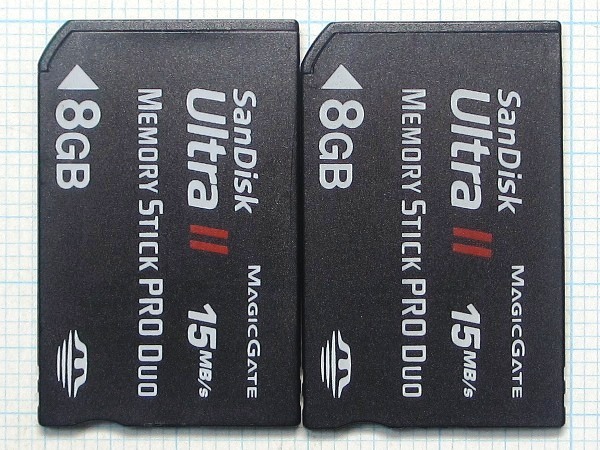 SanDisk
Ultra II
MEMORY STICK PRO DUO
8GB
MAGICGATE
15MB/s
SanDisk
Ultra II
MEMORY STICK PRO DUO
8GB
MAGICGATE
15MB/s